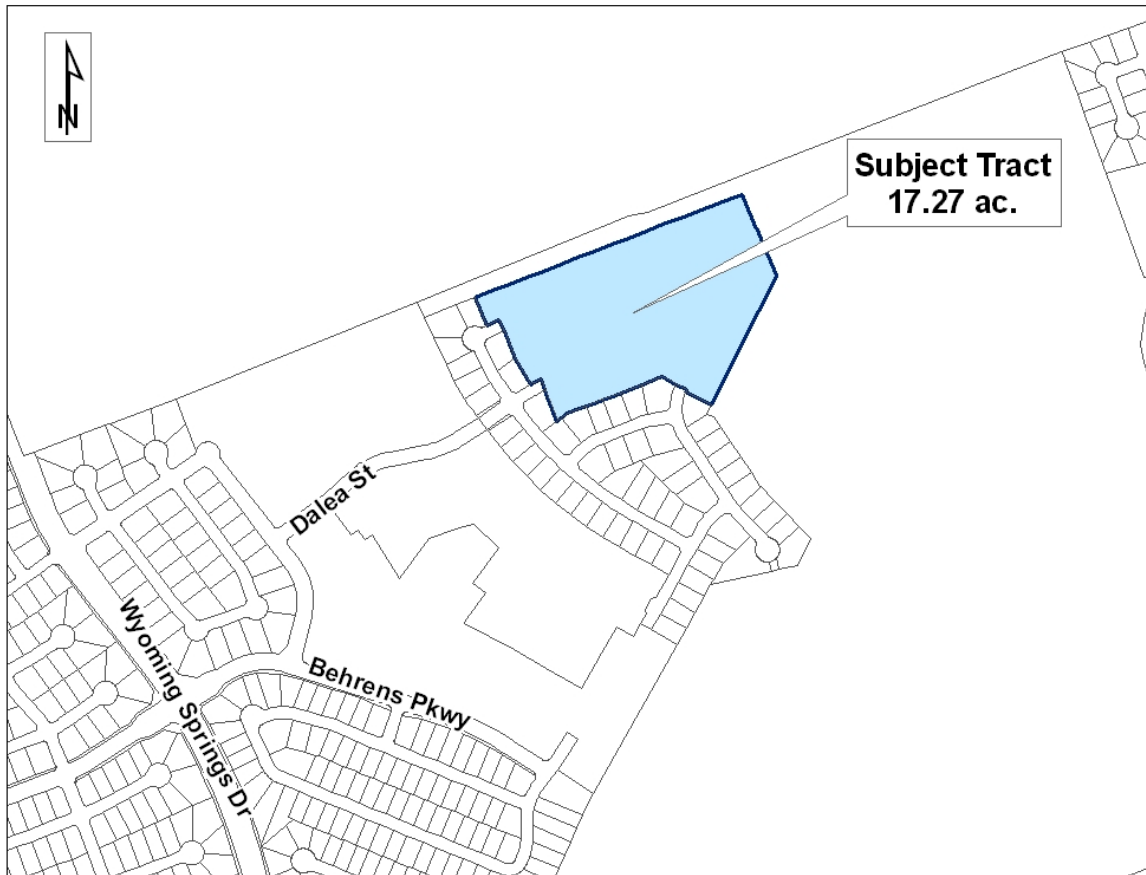 N
Subject Tract
17.27 ac.
Dalea St
Wyoming Springs Dr
Behrens Pkwy